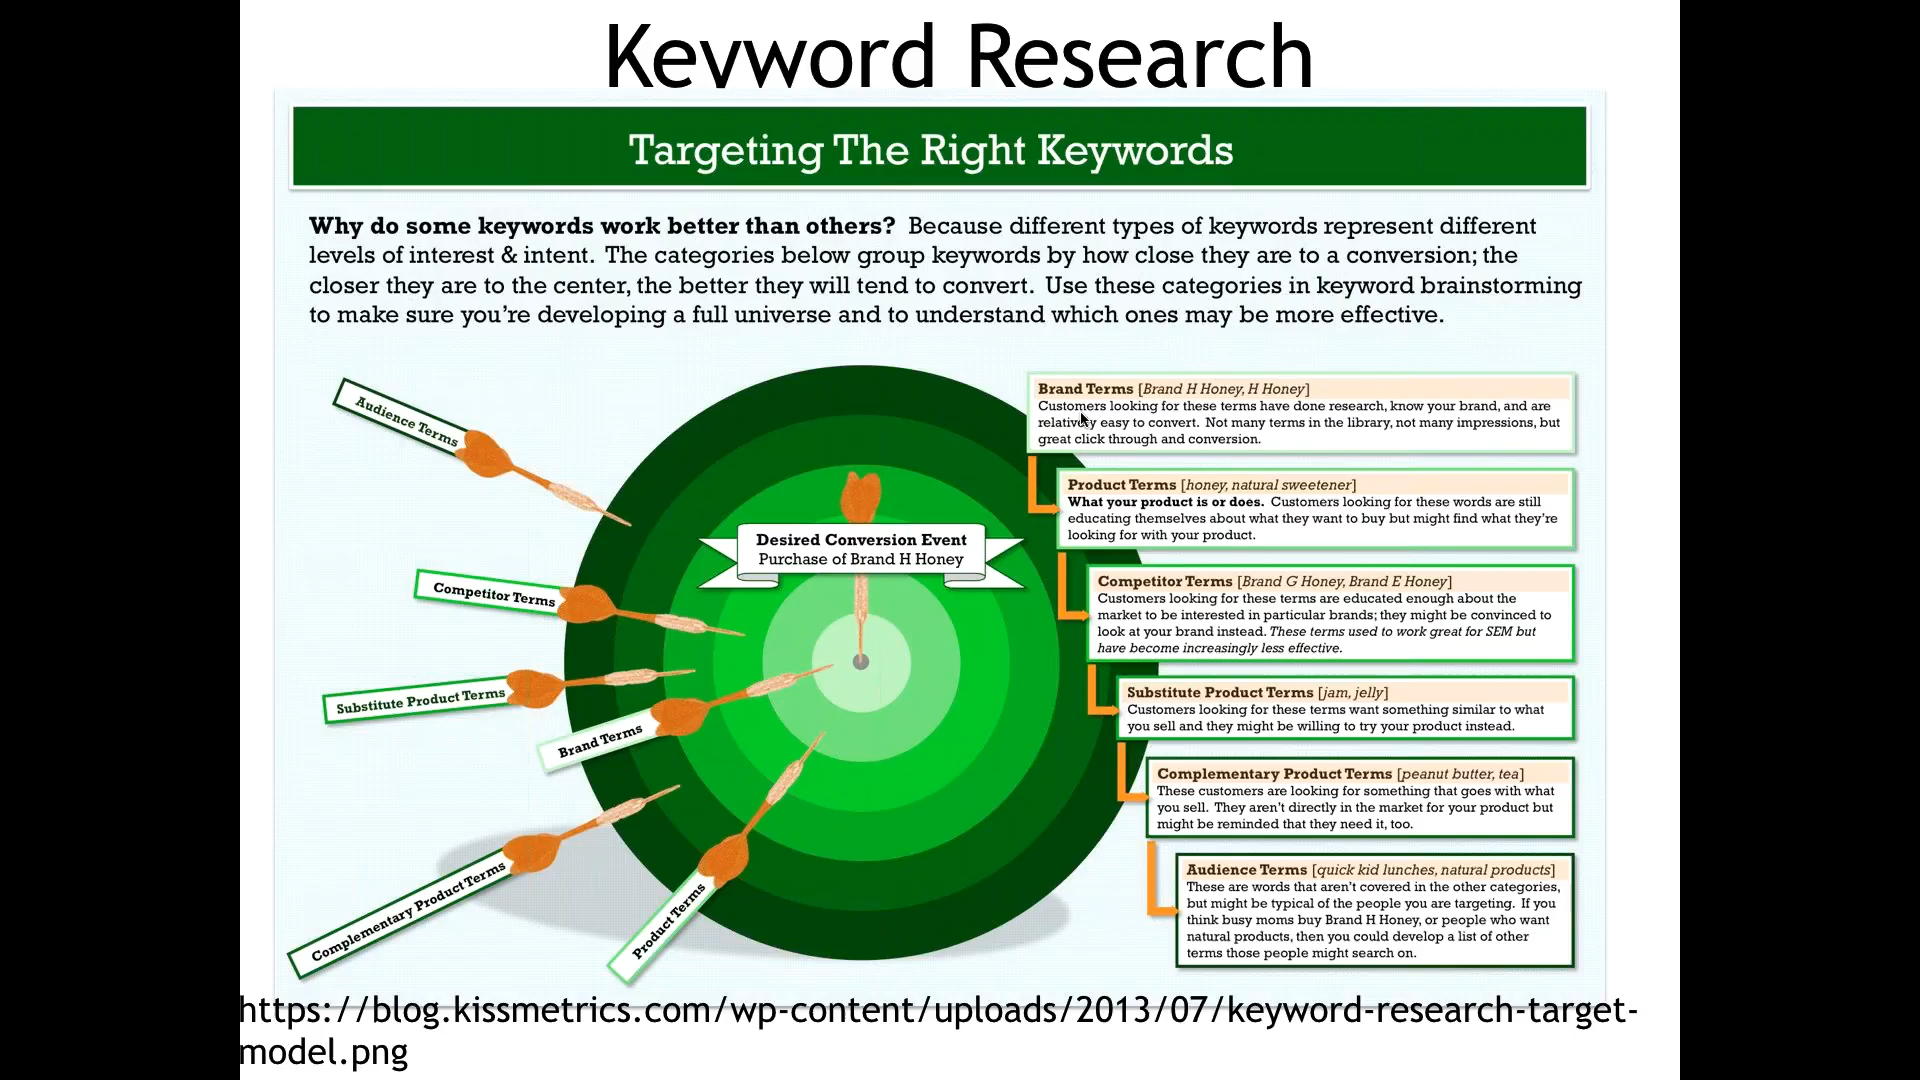 Keyword Research
Targeting The Right Keywords
Why do some keywords work better than others? Because different types of keywords represent different
levels of interest & intent. The categories below group keywords by how close they are to a conversion; the
closer they are to the center, the better they will tend to convert. Use these categories in keyword brainstorming
to make sure you're developing a full universe and to understand which ones may be more effective.
Audience Terms
Competitor Terms
Substitute Product Terms
Brand Terms
Complementary Product Terms
Product Terms
Desired Conversion Event
Purchase of Brand H Honey
Brand Terms [Brand H Honey, H Honey]
Customers looking for these terms have done research, know your brand, and are
relatively easy to convert. Not many terms in the library, not many impressions, but
great click through and conversion.
Product Terms [honey, natural sweetener]
What your product is or does. Customers looking for these words are still
educating themselves about what they want to buy but might find what they're
looking for with your product.
Competitor Terms [Brand G Honey, Brand E Honey]
Customers looking for these terms are educated enough about the
market to be interested in particular brands; they might be convinced to
look at your brand instead. These terms used to work great for SEM but
have become increasingly less effective.
Substitute Product Terms [jam, jelly]
Customers looking for these terms want something similar to what
you sell and they might be willing to try your product instead.
Complementary Product Terms [peanut butter, tea]
These customers are looking for something that goes with what
you sell. They aren't directly in the market for your product but
might be reminded that they need it, too.
Audience Terms [quick kid lunches, natural products]
These are words that aren't covered in the other categories,
but might be typical of the people you are targeting. If you
think busy moms buy Brand H Honey, or people who want
natural products, then you could develop a list of other
terms those people might search on.
https://blog.kissmetrics.com/wp-content/uploads/2013/07/keyword-research-target-
model.png